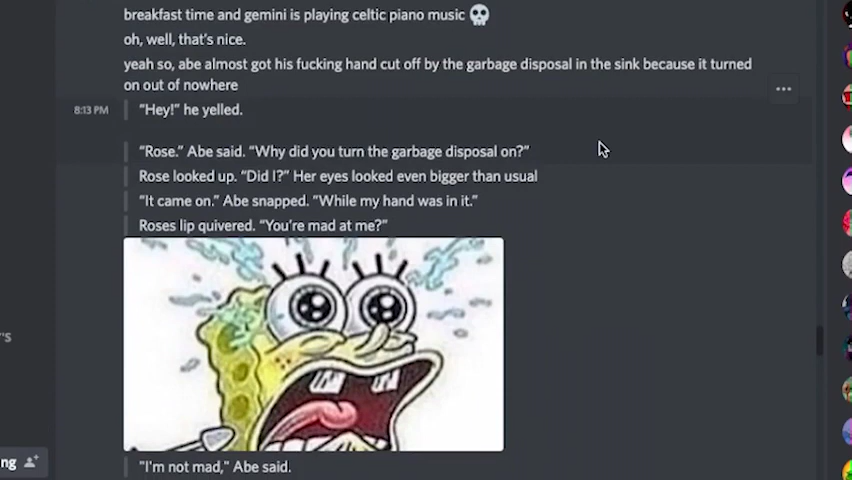 breakfast time and gemini is playing celtic piano music 💀
oh, well, that's nice.
yeah so, abe almost got his fucking hand cut off by the garbage disposal in the sink because it turned
on out of nowhere
8:13 PM "Hey!" he yelled.
"Rose." Abe said. "Why did you turn the garbage disposal on?"
Rose looked up. "Did I?" Her eyes looked even bigger than usual
"It came on." Abe snapped. "While my hand was in it."
Roses lip quivered. "You're mad at me?"
's
ng
"I'm not mad," Abe said.